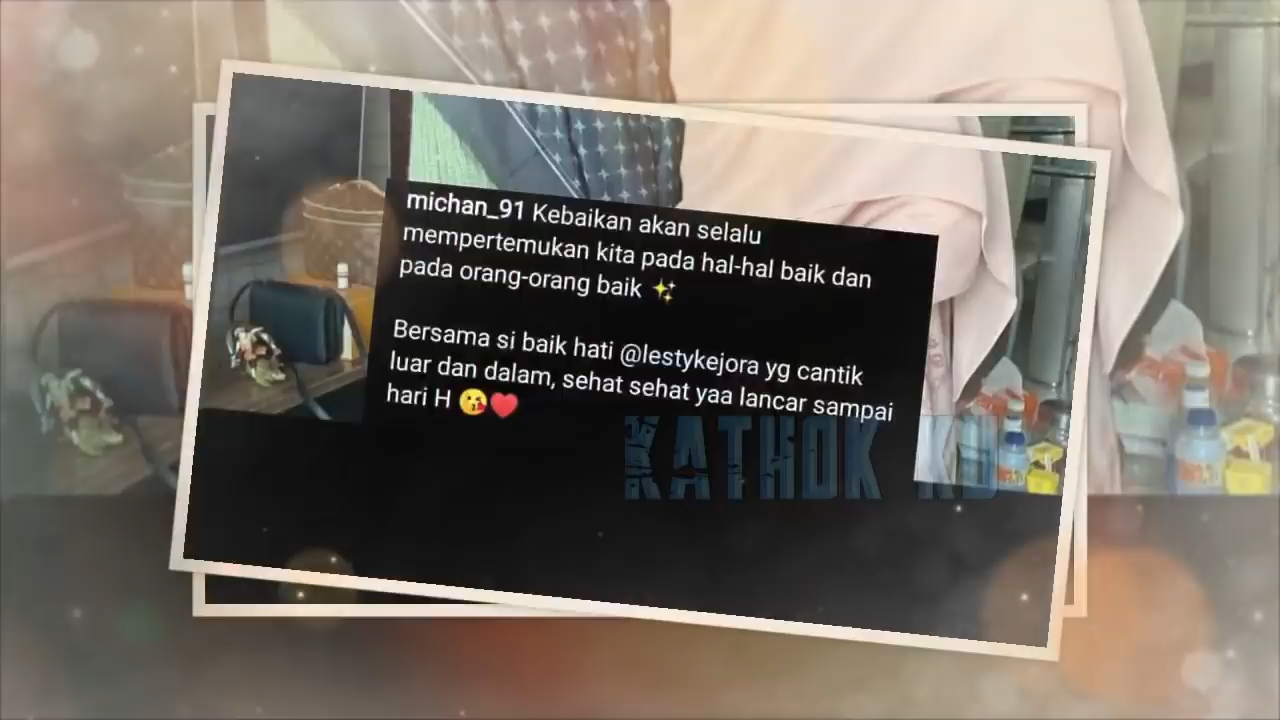 michan_91 Kebaikan akan selalu
mempertemukan kita pada hal-hal baik dan
pada orang-orang baik ✨
Bersama si baik hati @lestykejora yg cantik
luar dan dalam, sehat sehat yaa lancar sampai
hari H 😘❤️
KATHOK HD